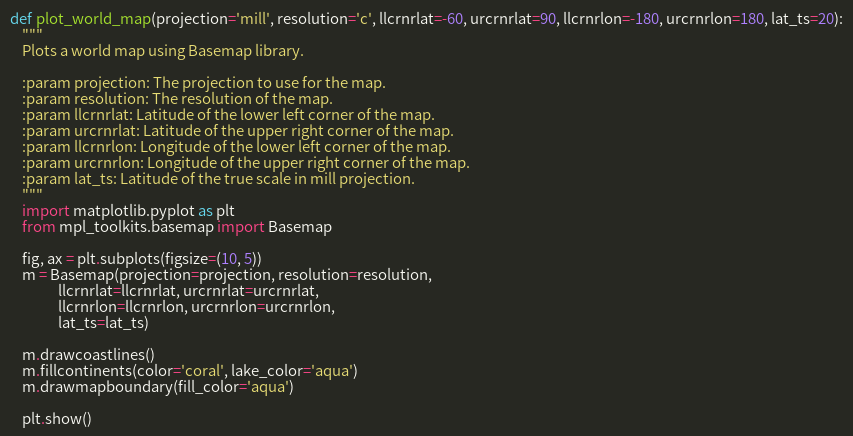 def plot_world_map(projection='mill', resolution='c', llcrnrlat=-60, urcrnrlat=90, llcrnrlon=-180, urcrnrlon=180, lat_ts=20):
    """
    Plots a world map using Basemap library.

    :param projection: The projection to use for the map.
    :param resolution: The resolution of the map.
    :param llcrnrlat: Latitude of the lower left corner of the map.
    :param urcrnrlat: Latitude of the upper right corner of the map.
    :param llcrnrlon: Longitude of the lower left corner of the map.
    :param urcrnrlon: Longitude of the upper right corner of the map.
    :param lat_ts: Latitude of the true scale in mill projection.
    """
    import matplotlib.pyplot as plt
    from mpl_toolkits.basemap import Basemap

    fig, ax = plt.subplots(figsize=(10, 5))
    m = Basemap(projection=projection, resolution=resolution,
                llcrnrlat=llcrnrlat, urcrnrlat=urcrnrlat,
                llcrnrlon=llcrnrlon, urcrnrlon=urcrnrlon,
                lat_ts=lat_ts)

    m.drawcoastlines()
    m.fillcontinents(color='coral', lake_color='aqua')
    m.drawmapboundary(fill_color='aqua')

    plt.show()